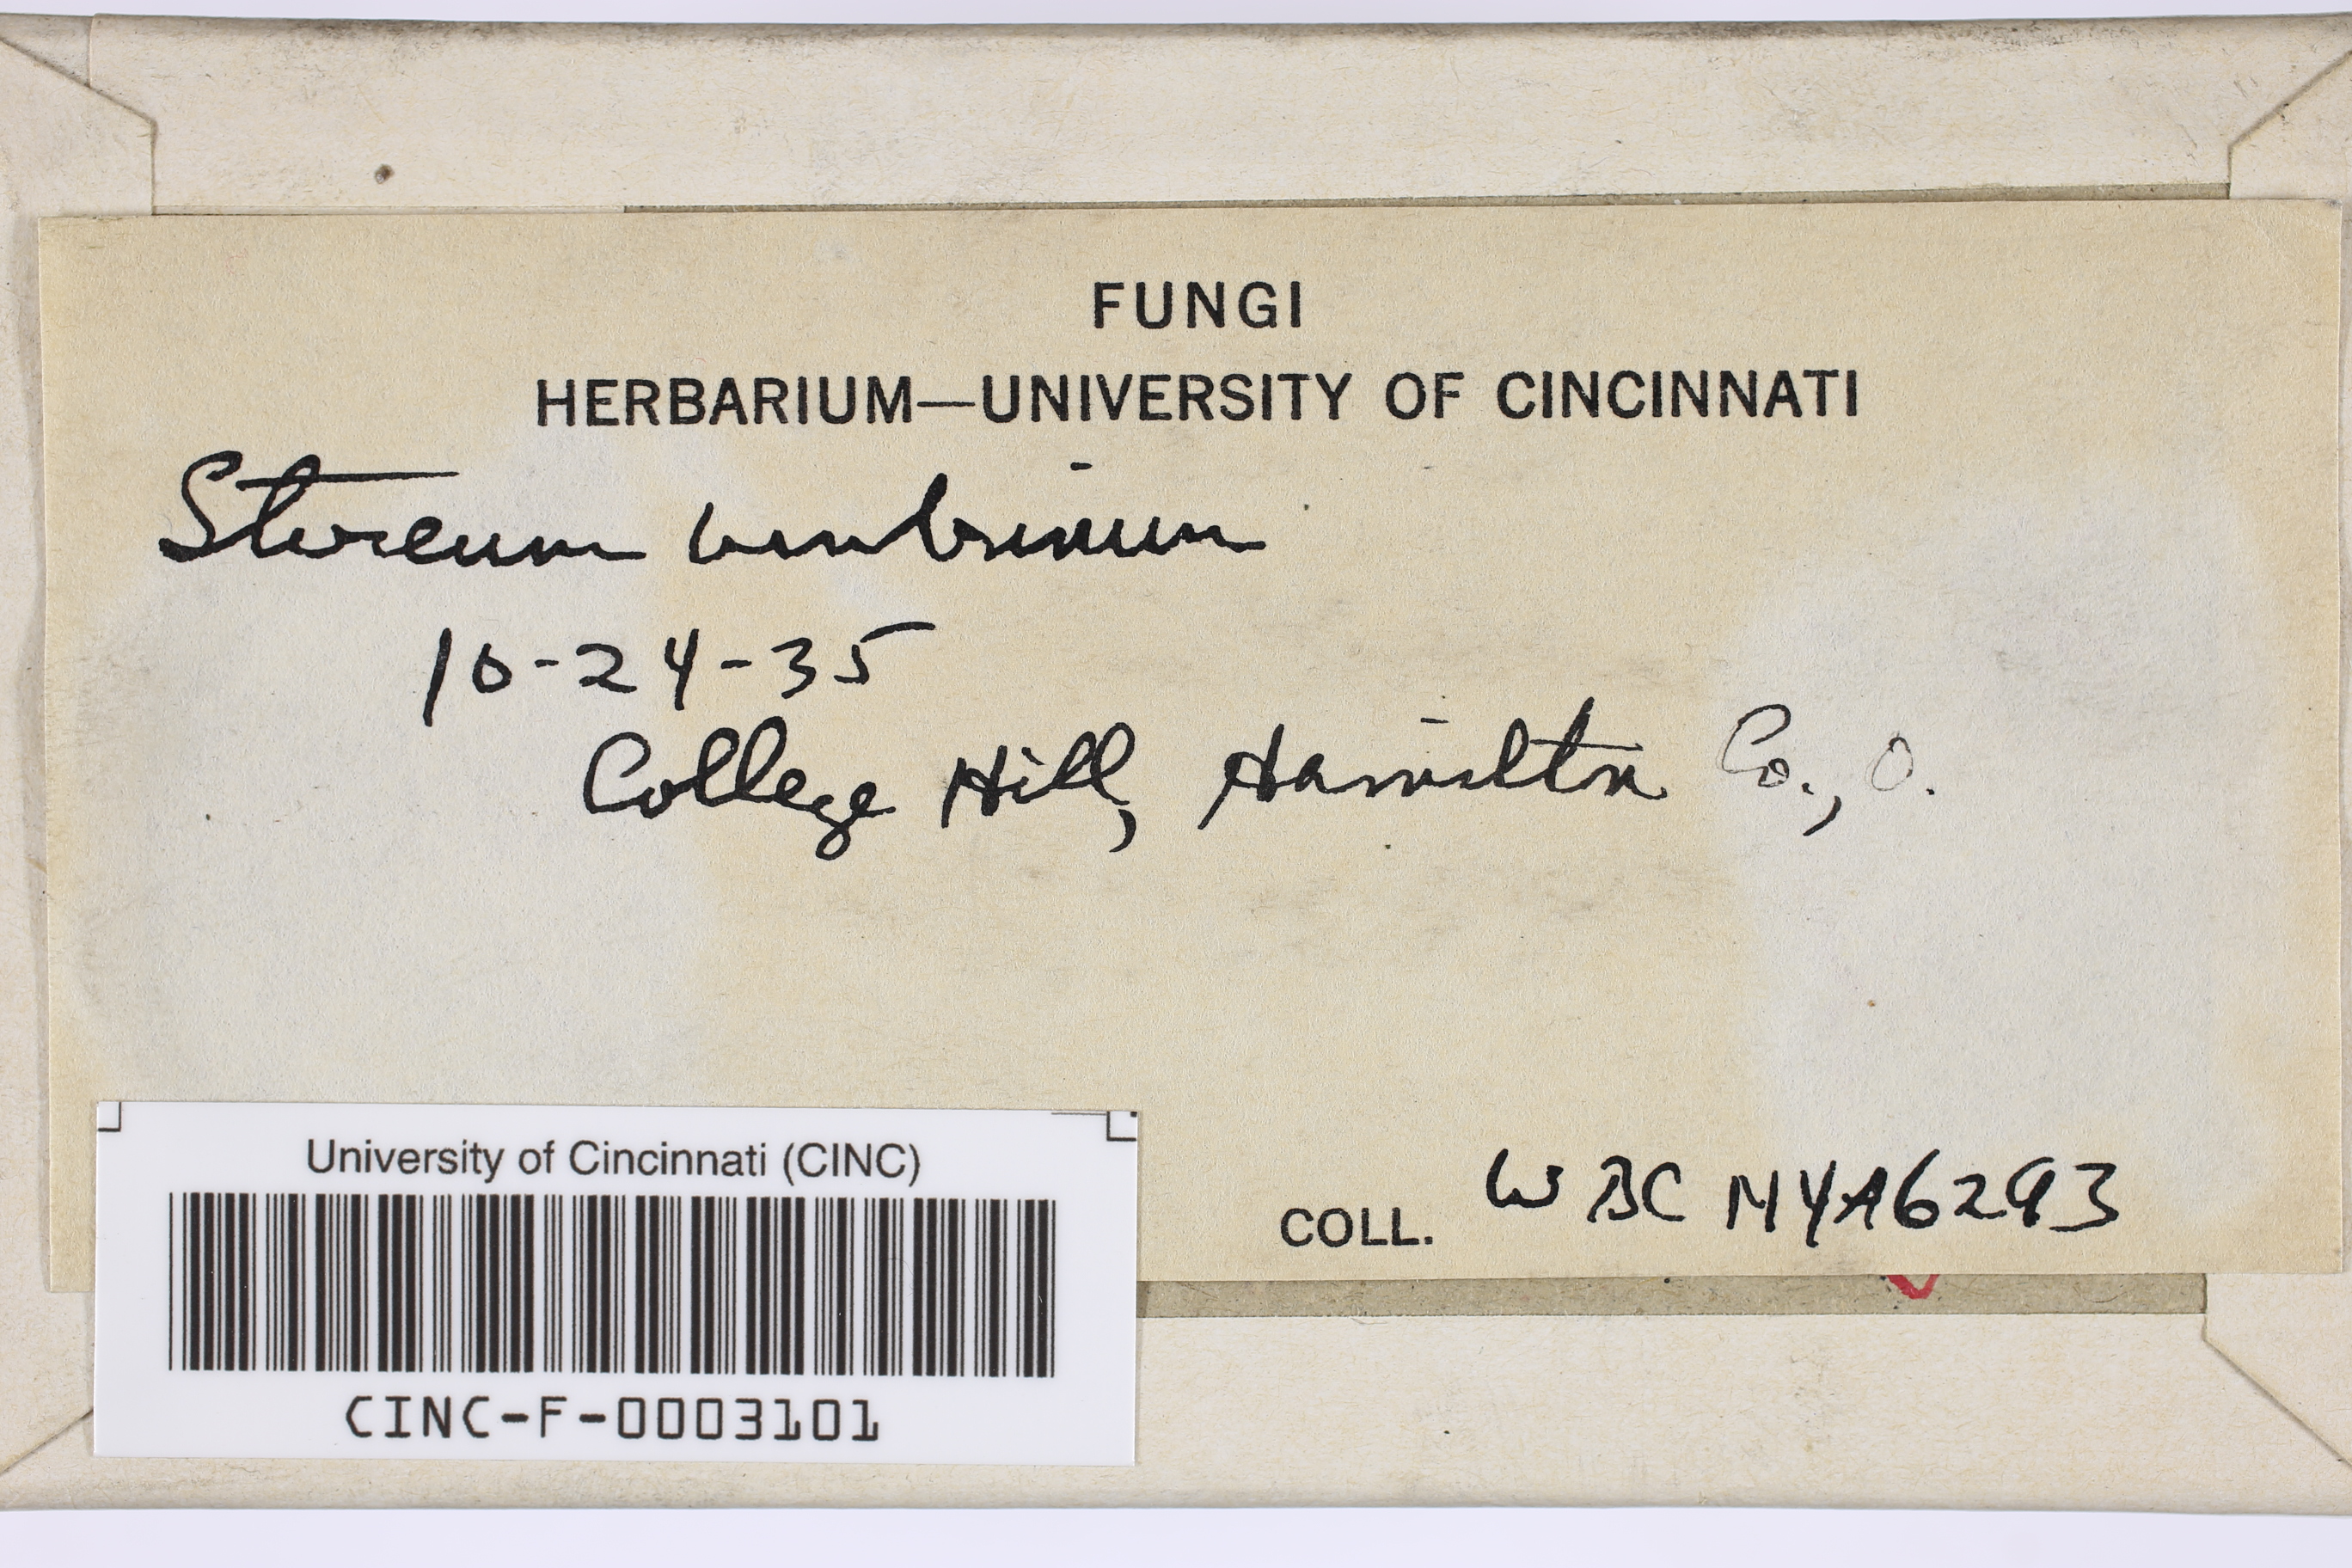 FUNGI
HERBARIUM—UNIVERSITY OF CINCINNATI
Stereum umbrinum
10-24-35
College Hill, Hamilton Co., O.
University of Cincinnati (CINC)
COLL. WBC NYA6293
CINC-F-0003101